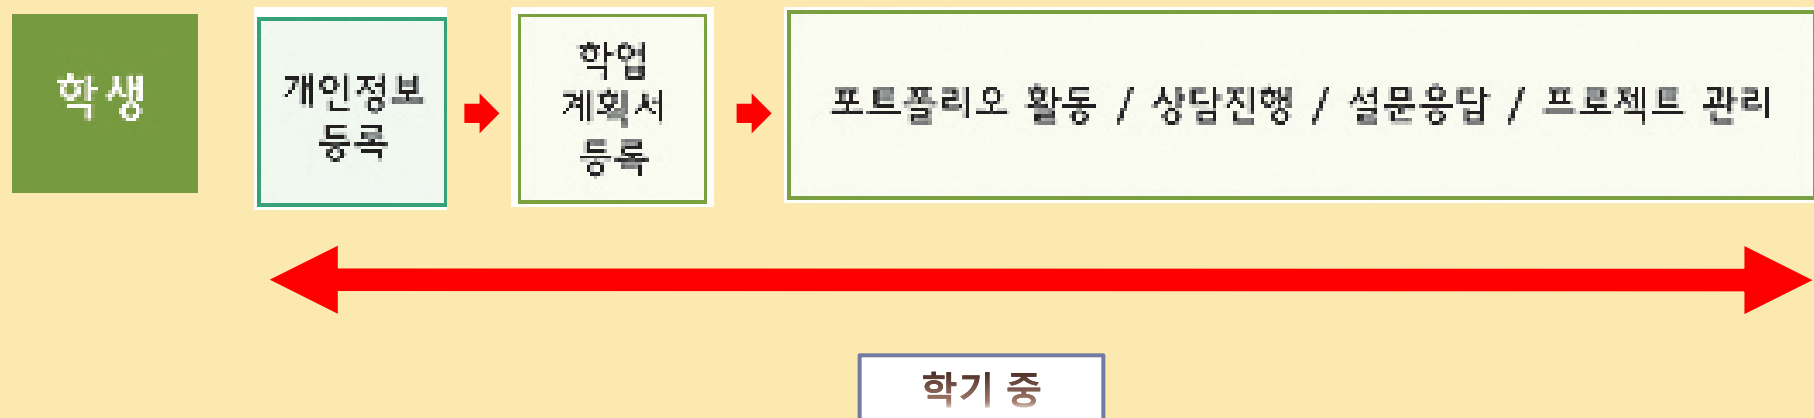 학생
개인정보
등록
학업
계획서
등록
포트폴리오 활동 / 상담진행 / 설문응답 / 프로젝트 관리
학기 중